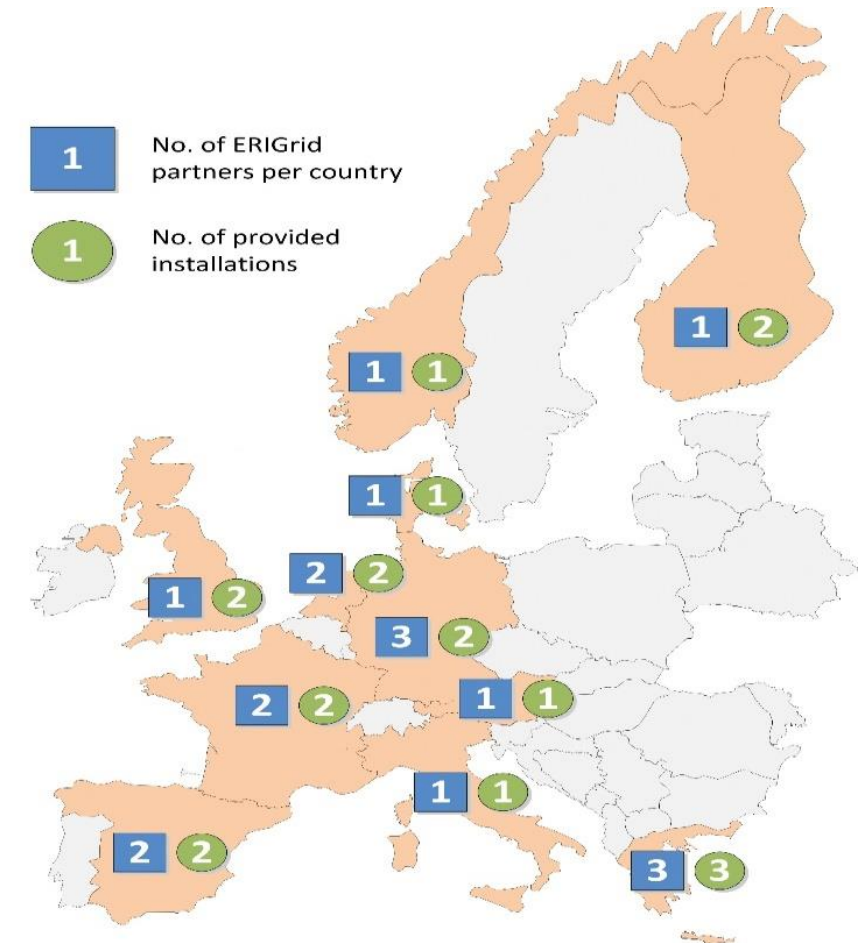 1 No. of ERIGrid
partners per country
1 No. of provided
installations
1 2
1 1
1 1
2 2
1 2
3 2
1 1
2 2
1 1
2 2
3 3